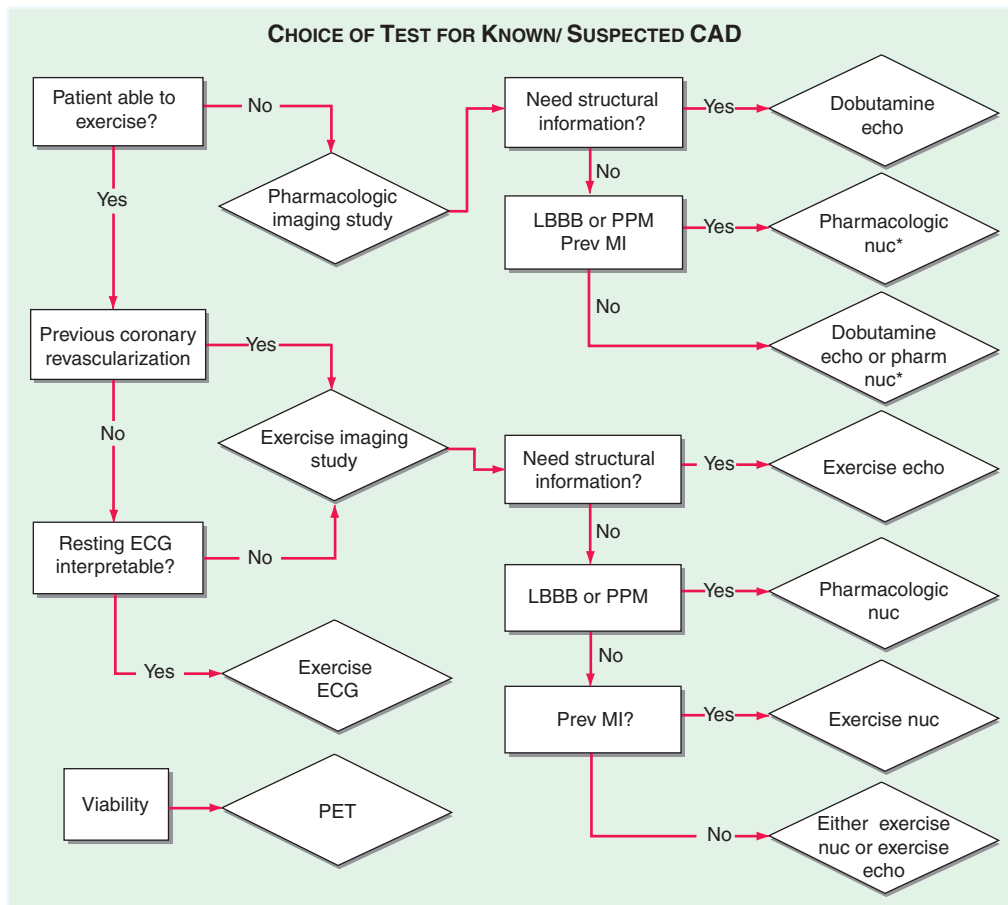 CHOICE OF TEST FOR KNOWN/ SUSPECTED CAD
Patient able to
exercise?
No
Pharmacologic
imaging study
Need structural
information?
Yes
Dobutamine
echo
No
LBBB or PPM
Prev MI
Yes
Pharmacologic
nuc*
No
Dobutamine
echo or pharm
nuc*
Yes
Previous coronary
revascularization
Yes
Exercise imaging
study
No
Resting ECG
interpretable?
No
Yes
Exercise
ECG
Need structural
information?
Yes
Exercise echo
No
LBBB or PPM
Yes
Pharmacologic
nuc
No
Prev MI?
Yes
Exercise nuc
No
Either exercise
nuc or exercise
echo
Viability
PET